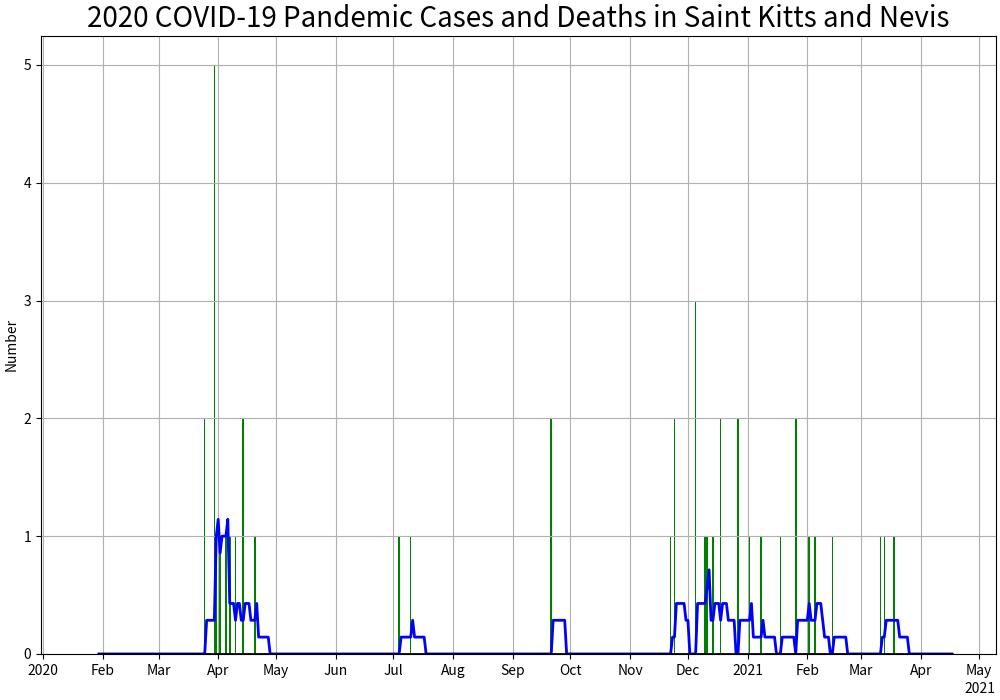 2020 COVID-19 Pandemic Cases and Deaths in Saint Kitts and Nevis
Number
5
4
3
2
1
0
2020 Feb Mar Apr May Jun Jul Aug Sep Oct Nov Dec 2021 Feb Mar Apr May
2021